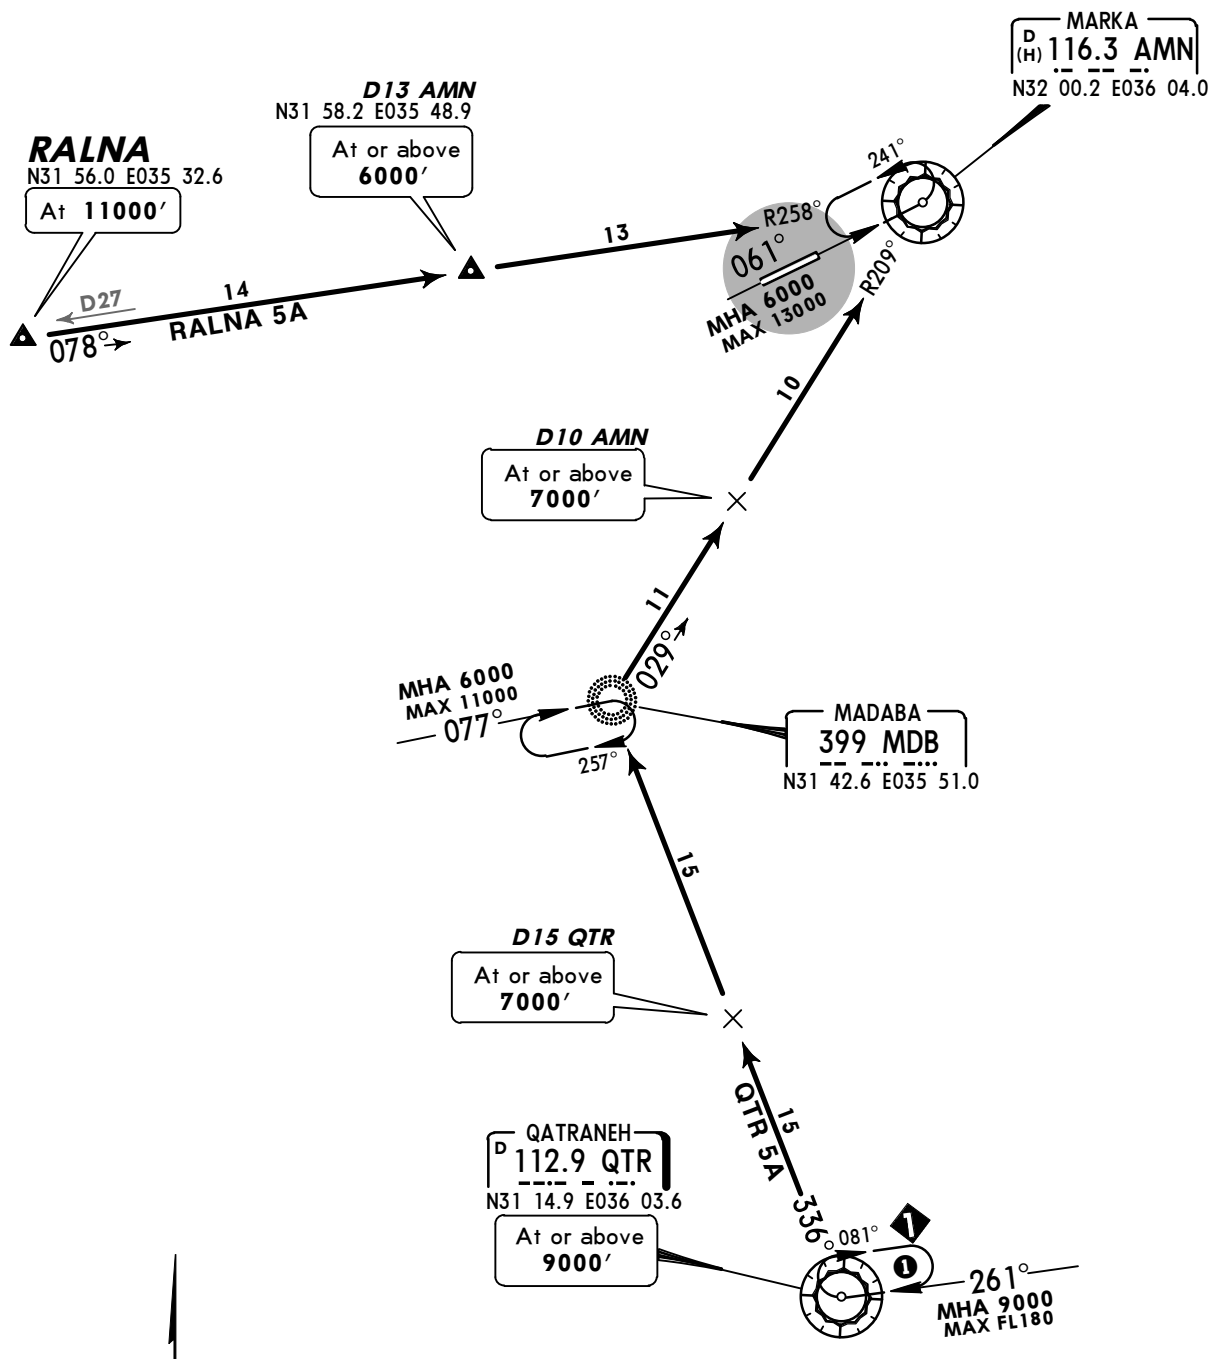 MARKA
D
(H) 116.3 AMN
N32 00.2 E036 04.0
D13 AMN
N31 58.2 E035 48.9
At or above
6000′
RALNA
N31 56.0 E035 32.6
At 11000′
241°
R258°
13
061°
MHA 6000
MAX 13000
R209°
D27
14
RALNA 5A
078°
10
D10 AMN
At or above
7000′
11
029°
MHA 6000
MAX 11000
077°
257°
MADABA
399 MDB
N31 42.6 E035 51.0
15
D15 QTR
At or above
7000′
15
QTR 5A
QATRANEH
D 112.9 QTR
N31 14.9 E036 03.6
At or above
9000′
336°
081°
1
1
261°
MHA 9000
MAX FL180